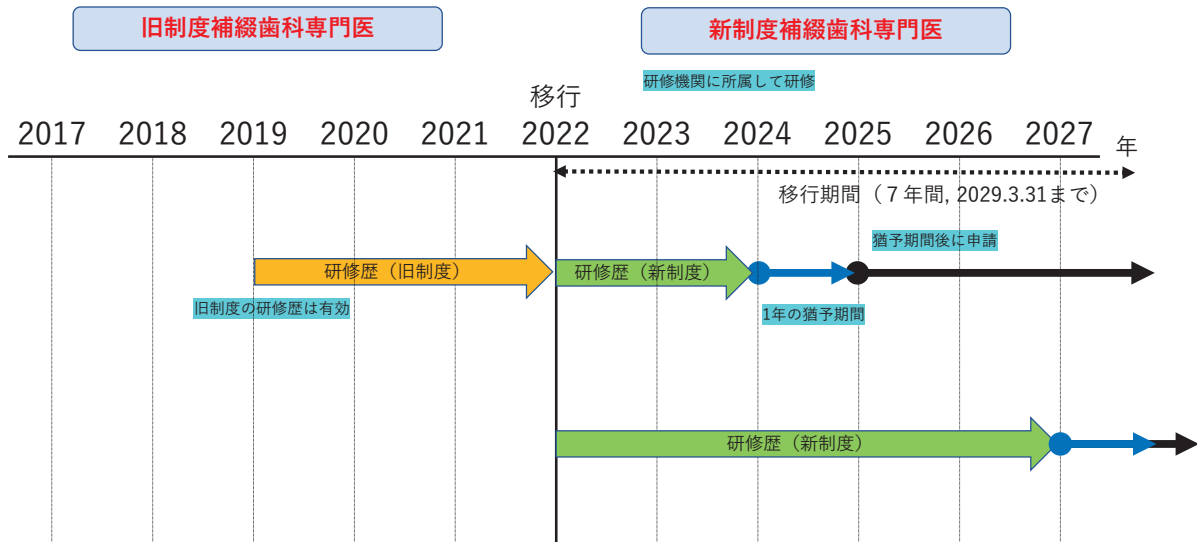 旧制度補綴歯科専門医
新制度補綴歯科専門医
研修機関に所属して研修
移行
2017 2018 2019 2020 2021 2022 2023 2024 2025 2026 2027
年
移行期間（７年間, 2029.3.31まで）
猶予期間後に申請
研修歴（旧制度）
研修歴（新制度）
旧制度の研修歴は有効
1年の猶予期間
研修歴（新制度）